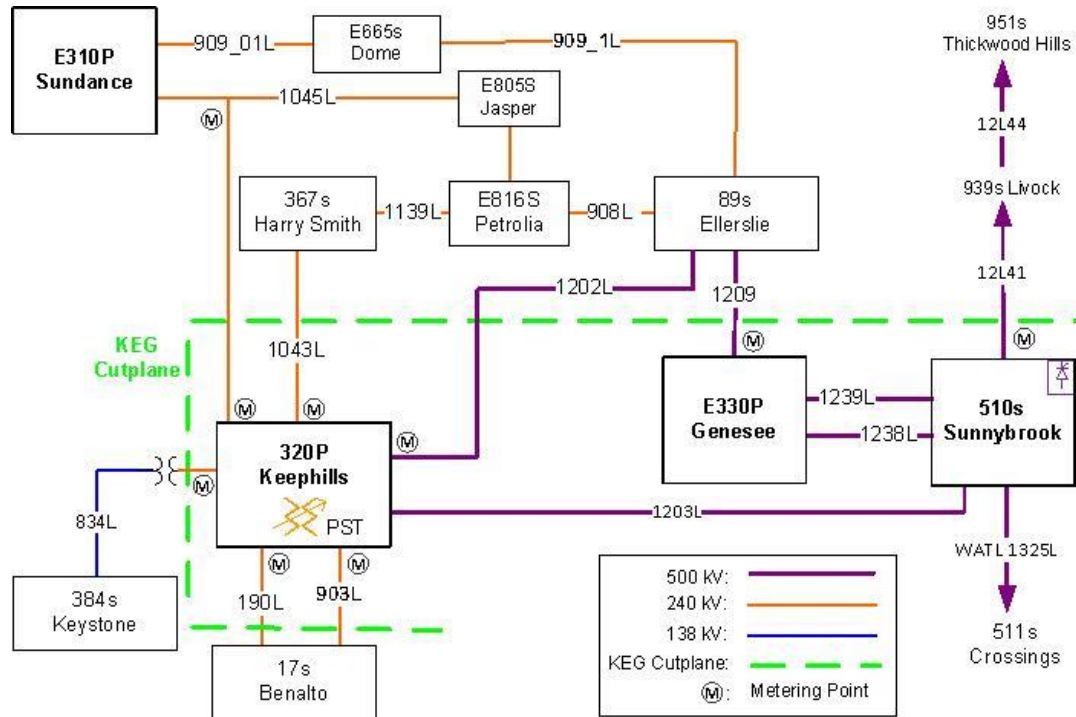 E310P
Sundance
909_01L
E665s
Dome
909_1L
951s
Thickwood Hills
1045L
E805S
Jasper
M
12L44
367s
Harry Smith
1139L
E816S
Petrolia
908L
89s
Ellerslie
939s Livock
1202L
1209
12L41
KEG
Cutplane
1043L
M
M
M
M
320P
Keephills
PST
M
M
E330P
Genesee
1239L
1238L
510s
Sunnybrook
834L
1203L
M
M
190L
903L
WATL 1325L
384s
Keystone
17s
Benalto
511s
Crossings
500 kV:
240 kV:
138 kV:
KEG Cutplane:
M: Metering Point